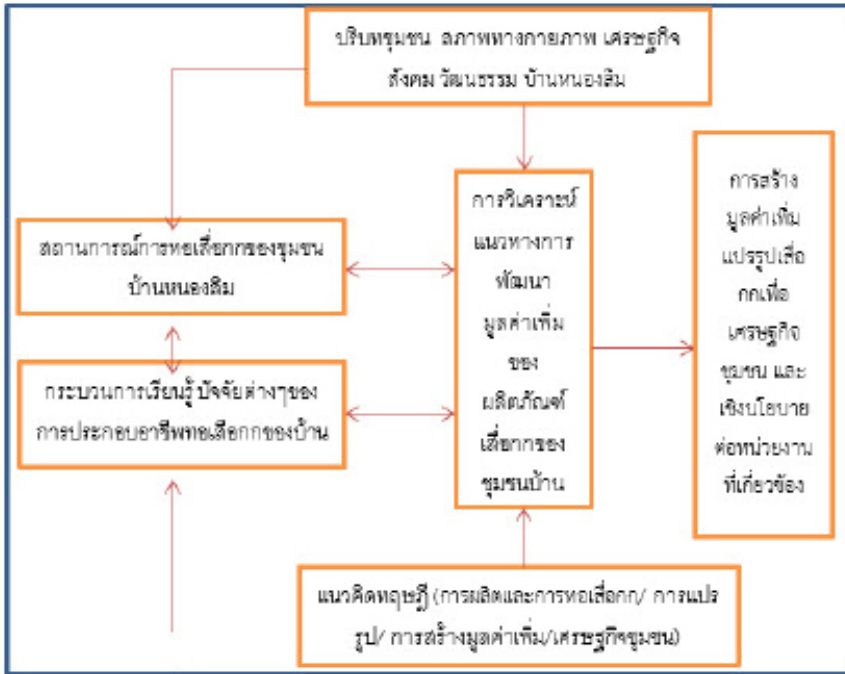 ปริบทชุมชน สภาพทางกายภาพ เศรษฐกิจ
สังคม วัฒนธรรม บ้านหนองสิม
สถานการณ์การทอเสื่อกกของชุมชน
บ้านหนองสิม
กระบวนการเรียนรู้ ปัจจัยต่างๆของ
การประกอบอาชีพทอเสือกกของบ้าน
การวิเคราะห์
แนวทางการ
พัฒนา
มูลค่าเพิ่ม
ของ
ผลิตภัณฑ์
เสื่อกกของ
ชุมชนบ้าน
การสร้าง
มูลค่าเพิ่ม
แปรรูปเสื่อ
กกเพื่อ
เศรษฐกิจ
ชุมชน และ
เชิงนโยบาย
ต่อหน่วยงาน
ที่เกี่ยวข้อง
แนวคิดทฤษฎี (การผลิตและการทอเสื่อกก/ การแปร
รูป/ การสร้างมูลค่าเพิ่ม/เศรษฐกิจชุมชน)